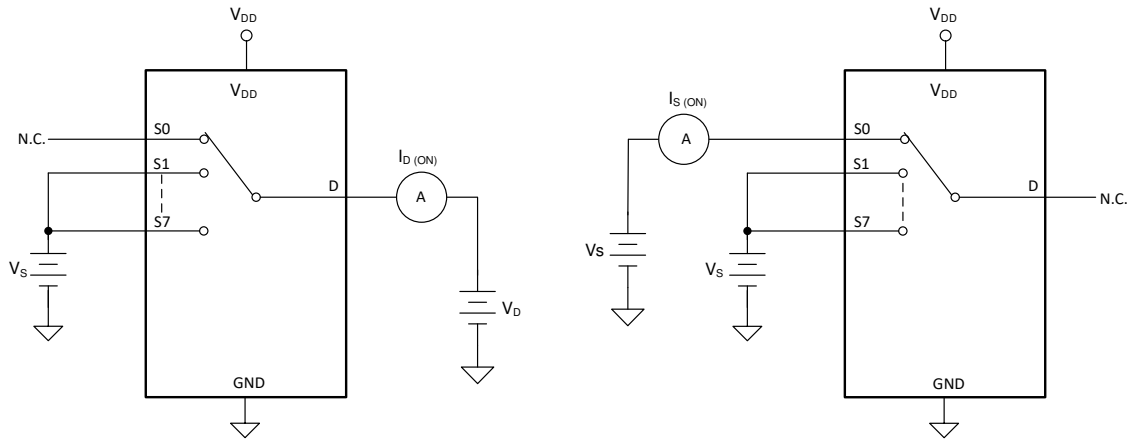 VDD
VDD
N.C.
S0
S1
S7
D
ID (ON)
A
VS
VD
GND
VDD
VDD
IS (ON)
A
S0
S1
S7
D
N.C.
VS
VS
GND